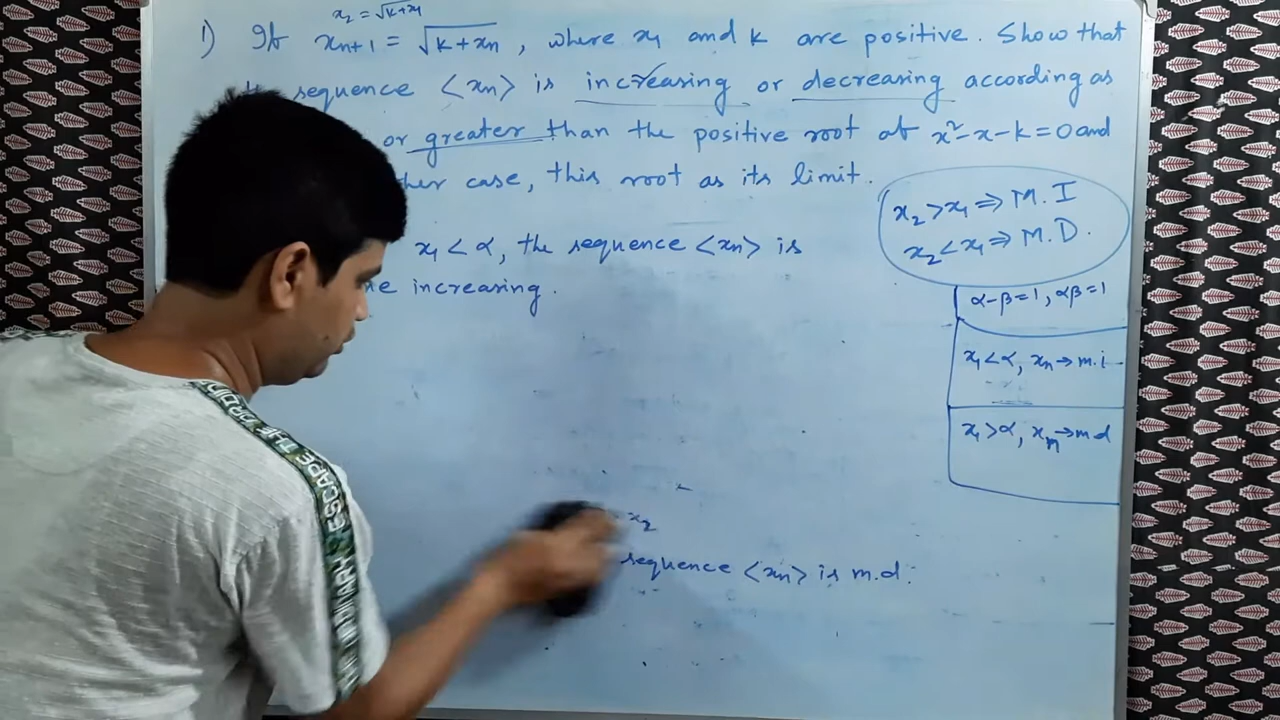 x₂ = √k+x₁
1) If xₙ₊₁ = √k+xₙ, where x₁ and k are positive. Show that
sequence <xₙ> is increasing or decreasing according as
or greater than the positive root of x²-x-k=0 and
case, this root as its limit.
x₂>x₁ ⇒ M.I
x₂<x₁ ⇒ M.D.
x₁ < α, the sequence <xₙ> is
increasing.
α-β=1, αβ=1
x₁<α, xₙ→m.i
x₁>α, xₙ→m.d
x₂
sequence <xₙ> is m.d.
ESCAPE THE ORDIN